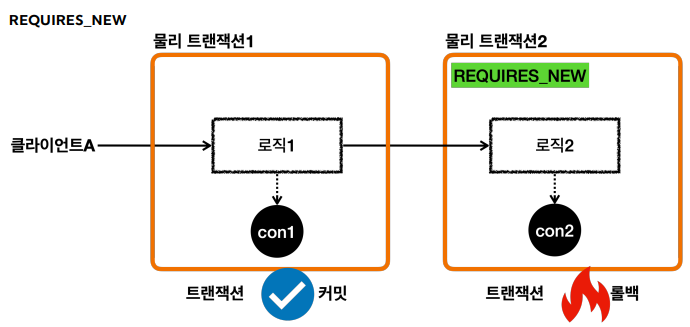 REQUIRES_NEW
물리 트랜잭션1
물리 트랜잭션2
REQUIRES_NEW
클라이언트A
로직1
로직2
con1
con2
트랜잭션 커밋
트랜잭션 롤백